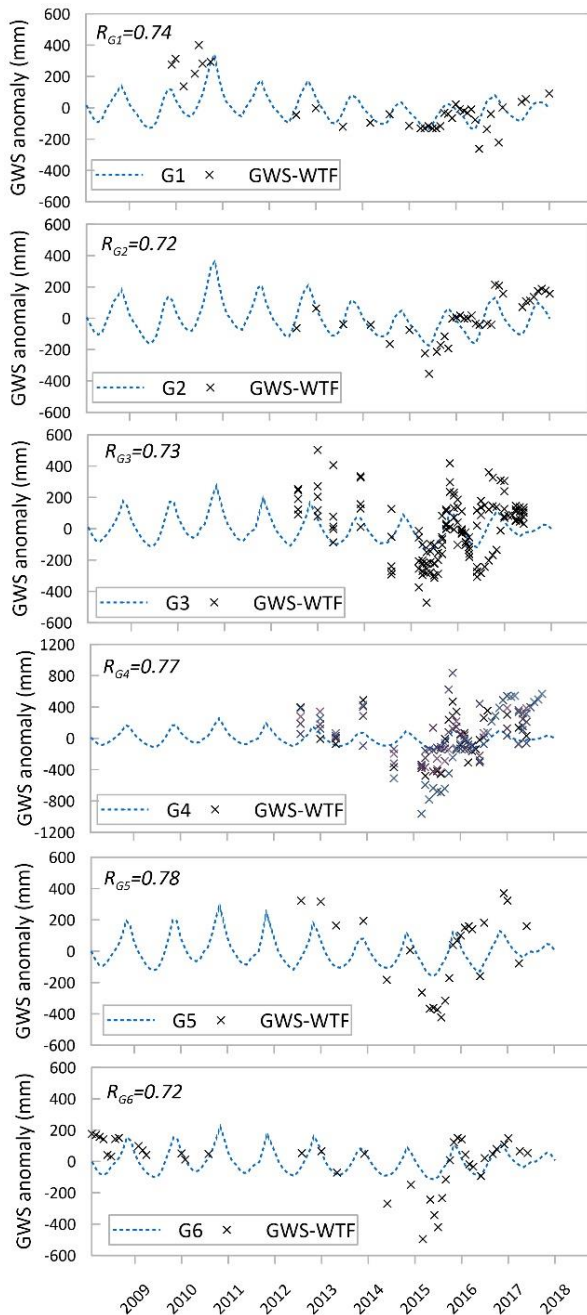 R_G1=0.74
GWS anomaly (mm)
600
400
200
0
-200
-400
-600
G1 × GWS-WTF
R_G2=0.72
GWS anomaly (mm)
600
400
200
0
-200
-400
-600
G2 × GWS-WTF
R_G3=0.73
GWS anomaly (mm)
600
400
200
0
-200
-400
-600
G3 × GWS-WTF
R_G4=0.77
GWS anomaly (mm)
1200
800
400
0
-400
-800
-1200
G4 × GWS-WTF
R_G5=0.78
GWS anomaly (mm)
600
400
200
0
-200
-400
-600
G5 × GWS-WTF
R_G6=0.72
GWS anomaly (mm)
600
400
200
0
-200
-400
-600
G6 × GWS-WTF
2009 2010 2011 2012 2013 2014 2015 2016 2017 2018